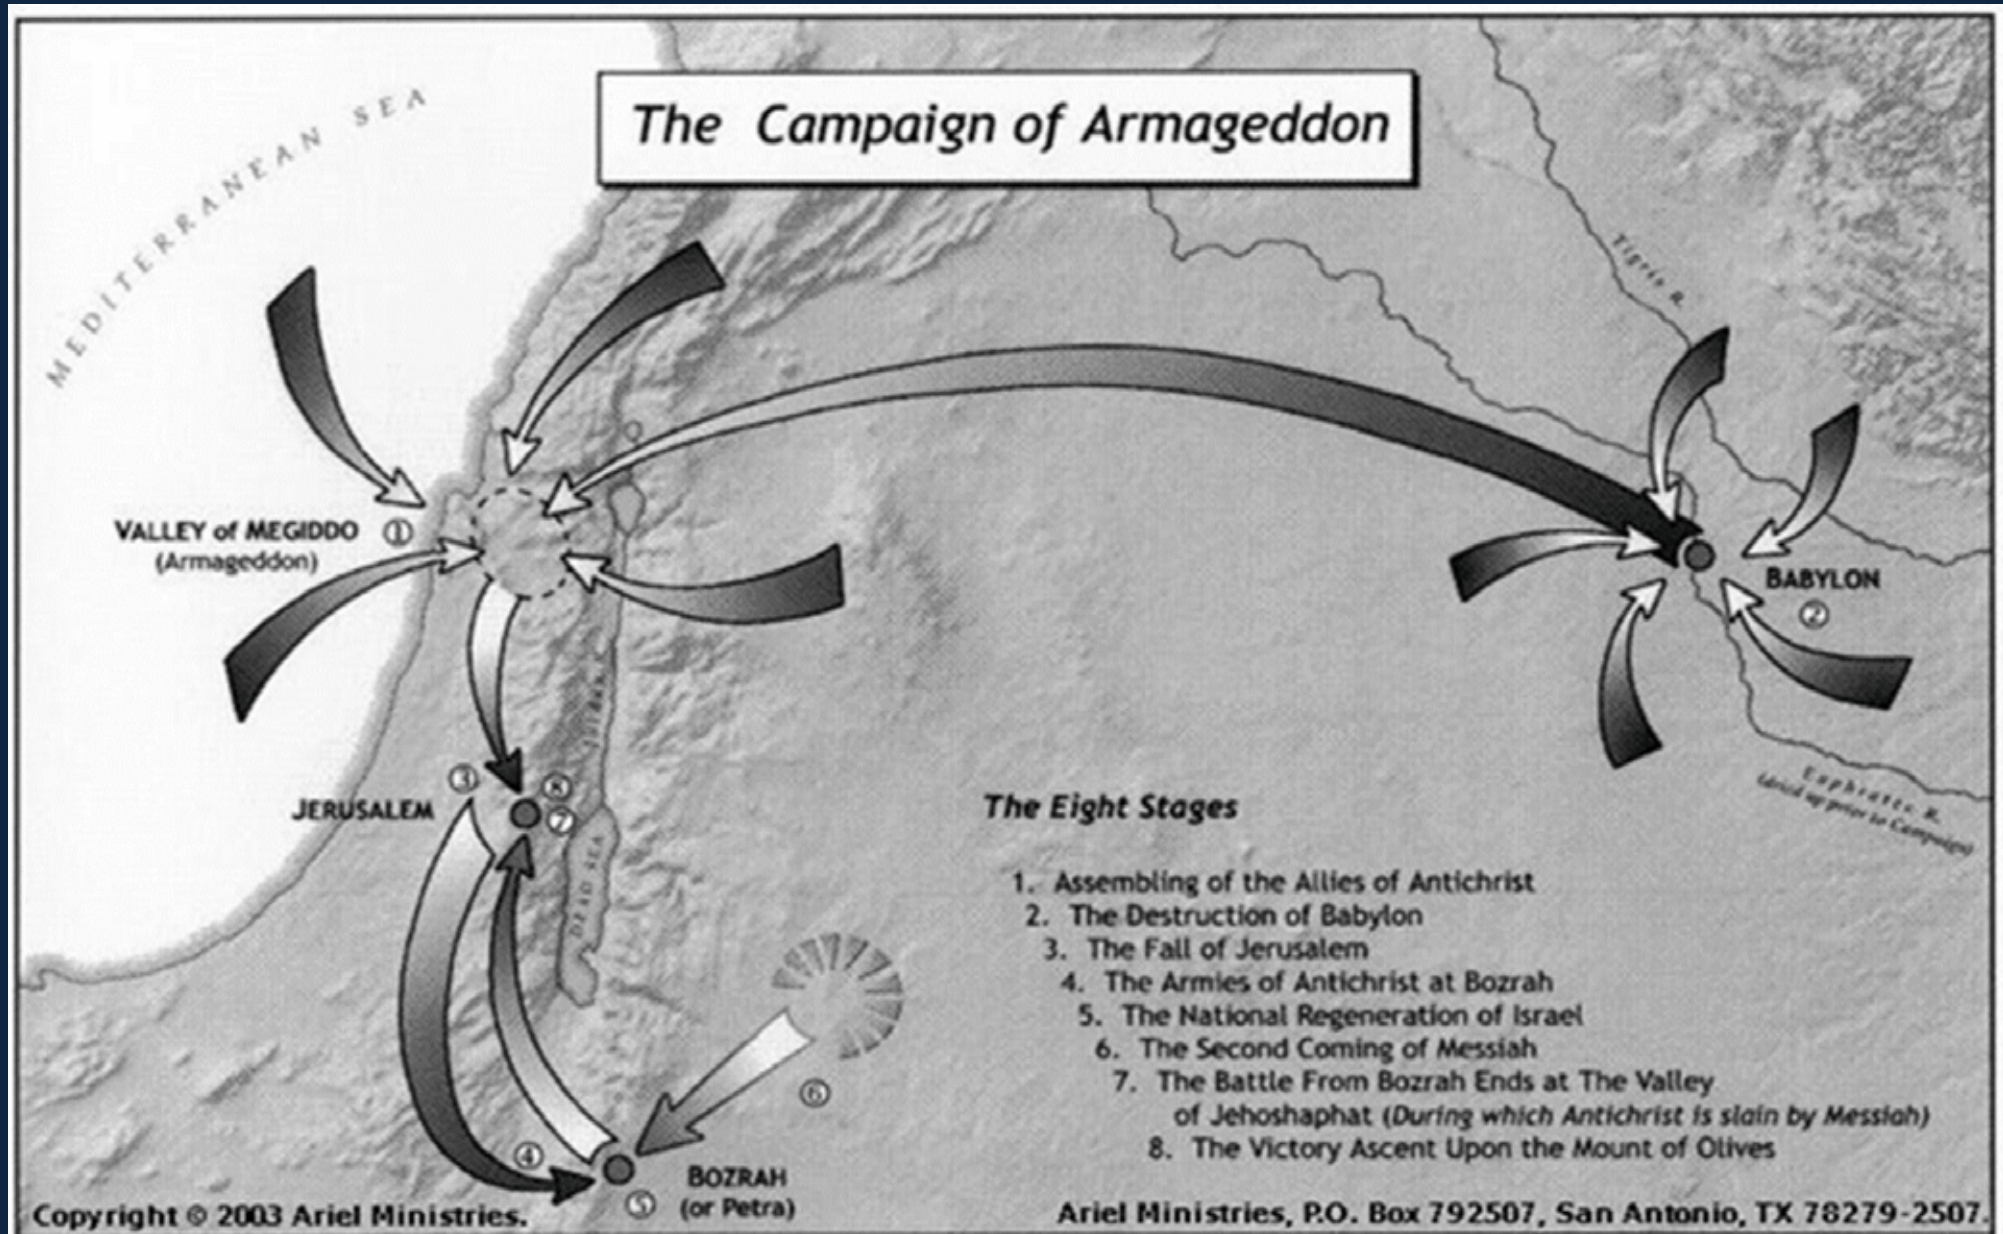 The Campaign of Armageddon
MEDITERRANEAN SEA
Tigris R.
VALLEY of MEGIDDO ①
(Armageddon)
BABYLON
②
③
⑧
JERUSALEM
⑦
Euphrates R.
(dried up prior to Campaign)
DEAD SEA
The Eight Stages
1. Assembling of the Allies of Antichrist
2. The Destruction of Babylon
3. The Fall of Jerusalem
4. The Armies of Antichrist at Bozrah
5. The National Regeneration of Israel
6. The Second Coming of Messiah
7. The Battle From Bozrah Ends at The Valley
of Jehoshaphat (During which Antichrist is slain by Messiah)
8. The Victory Ascent Upon the Mount of Olives
⑥
④
BOZRAH
⑤ (or Petra)
Copyright © 2003 Ariel Ministries.
Ariel Ministries, P.O. Box 792507, San Antonio, TX 78279-2507.